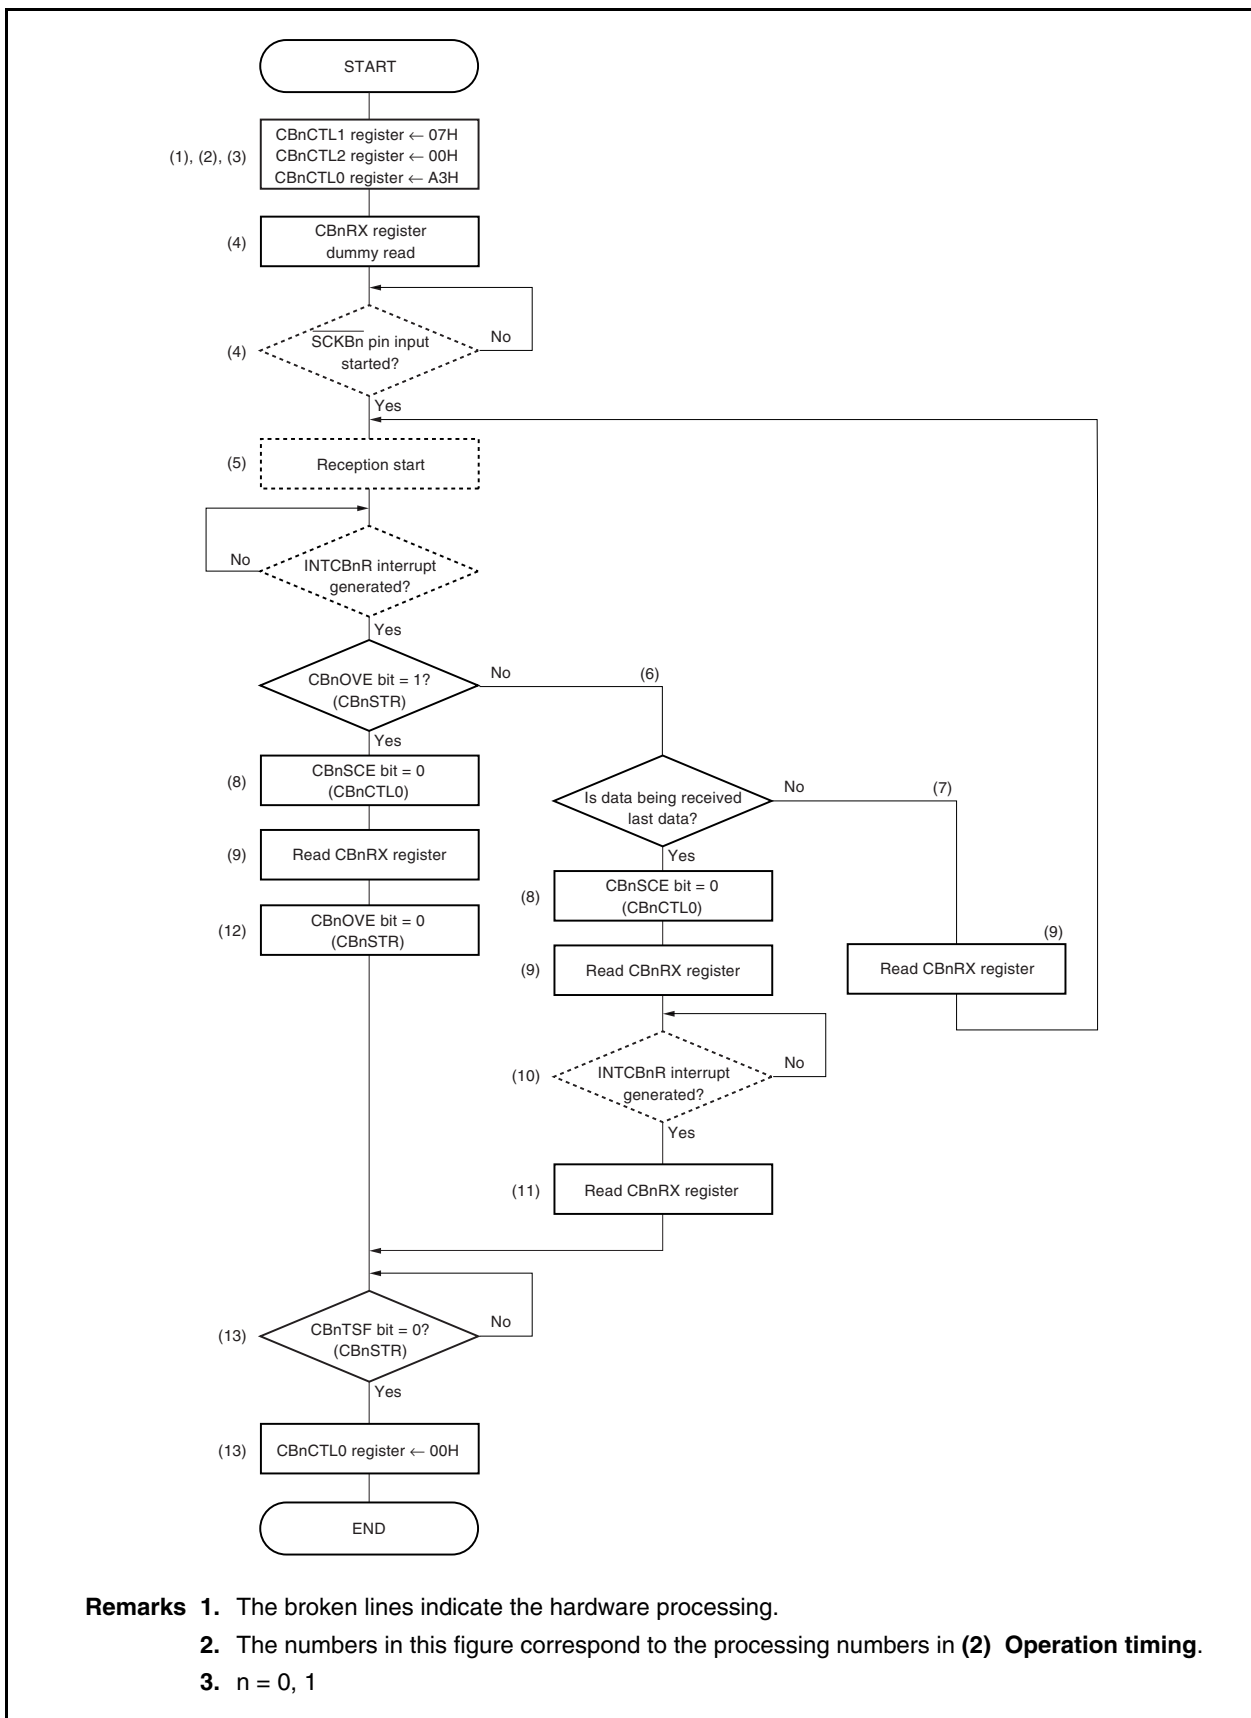 START
CBnCTL1 register ← 07H
(1), (2), (3)
CBnCTL2 register ← 00H
CBnCTL0 register ← A3H
(4)
CBnRX register
dummy read
(4)
SCKBn pin input
started?
No
Yes
(5)
Reception start
No
INTCBnR interrupt
generated?
Yes
CBnOVE bit = 1?
(CBnSTR)
No
(6)
Yes
(8)
CBnSCE bit = 0
(CBnCTL0)
Is data being received
last data?
No
(7)
Yes
(9)
Read CBnRX register
(8)
CBnSCE bit = 0
(CBnCTL0)
(12)
CBnOVE bit = 0
(CBnSTR)
(9)
Read CBnRX register
(9)
Read CBnRX register
(10)
INTCBnR interrupt
generated?
No
Yes
(11)
Read CBnRX register
(13)
CBnTSF bit = 0?
(CBnSTR)
No
Yes
(13)
CBnCTL0 register ← 00H
END
Remarks 1. The broken lines indicate the hardware processing.
2. The numbers in this figure correspond to the processing numbers in (2) Operation timing.
3. n = 0, 1